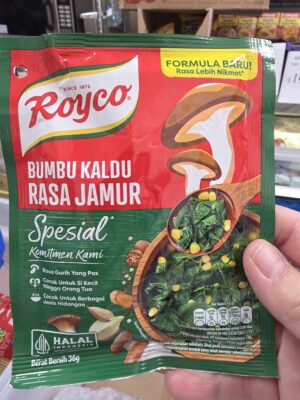 FORMULA BARU!
Rasa Lebih Nikmat*
SINCE 1872
Royco
BUMBU KALDU
RASA JAMUR
Spesial*
Komitmen Kami
Rasa Gurih Yang Pas
Cocok Untuk Si Kecil
Hingga Orang Tua
Cocok Untuk Berbagai
Jenis Hidangan
HALAL
INDONESIA
Berat Bersih 36g